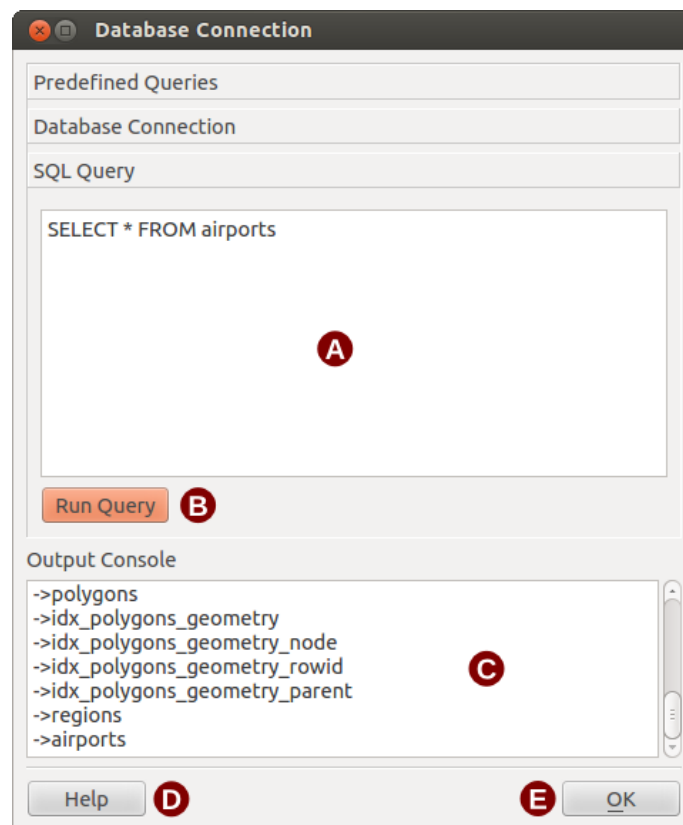 Database Connection
Predefined Queries
Database Connection
SQL Query
SELECT * FROM airports
A
Run Query B
Output Console
->polygons
->idx_polygons_geometry
->idx_polygons_geometry_node
->idx_polygons_geometry_rowid
->idx_polygons_geometry_parent
->regions
->airports
C
Help D E OK